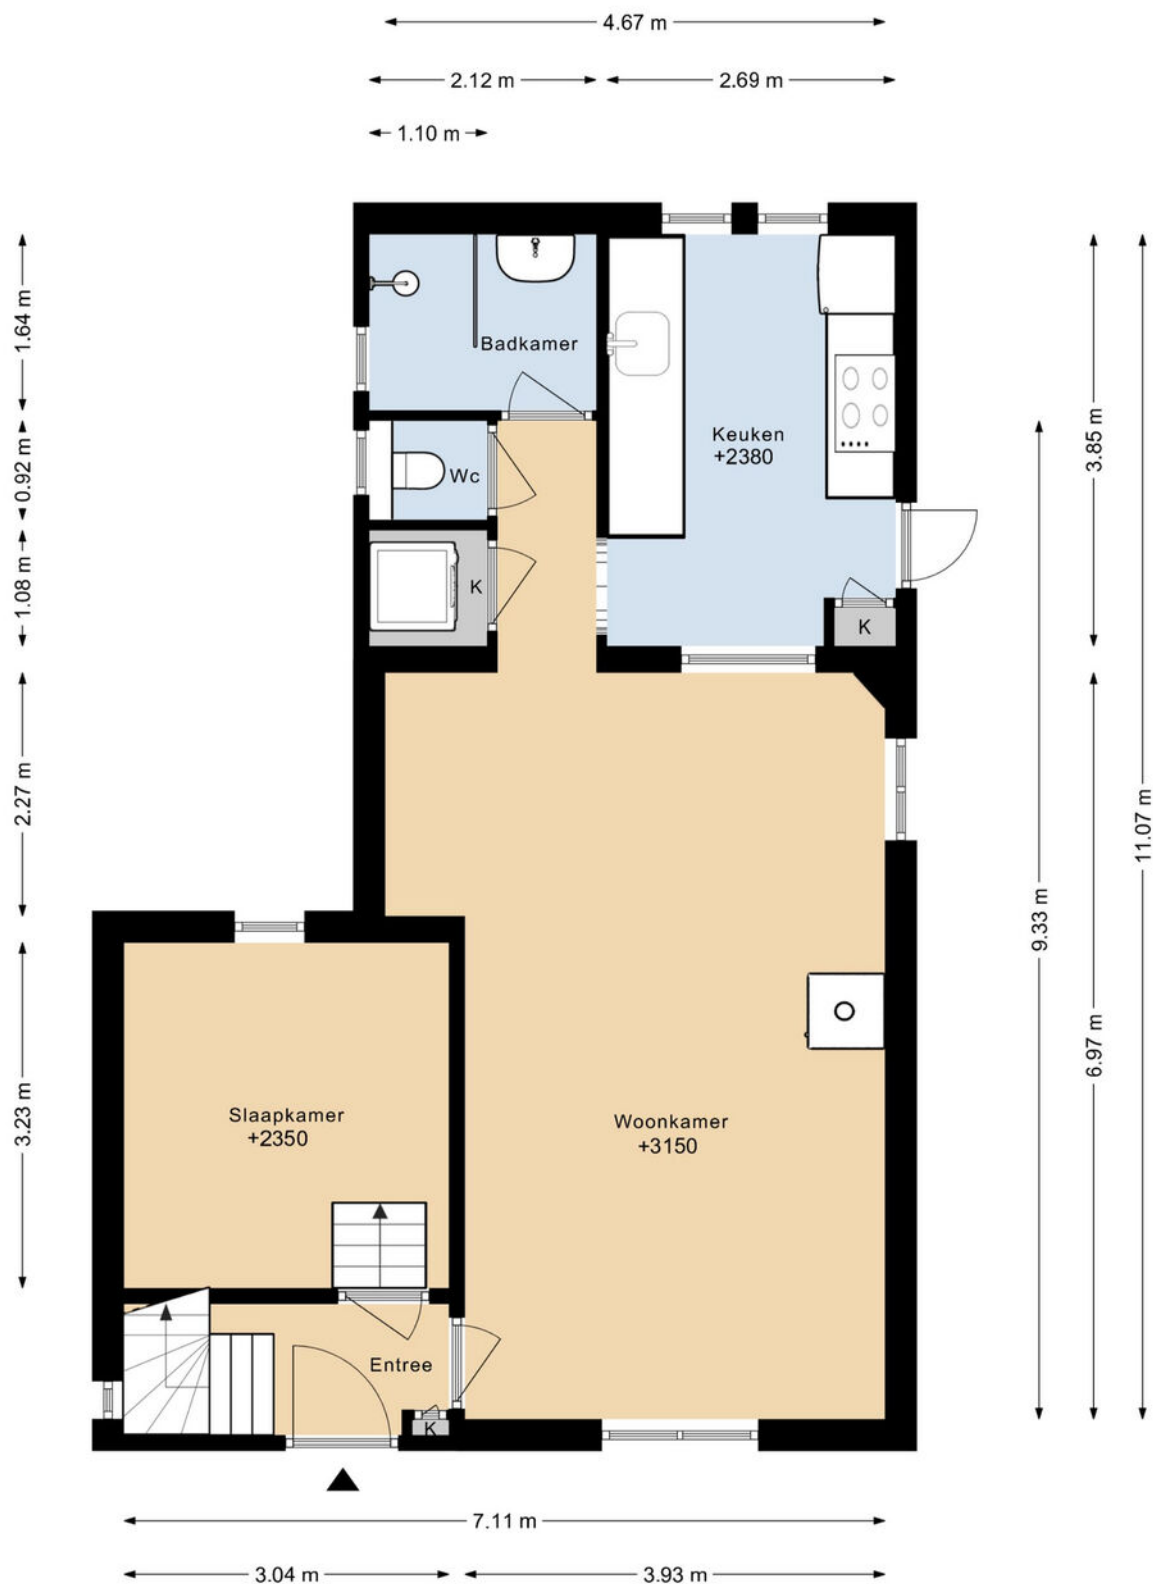 4.67 m
2.12 m
2.69 m
1.10 m
1.64 m
0.92 m
1.08 m
2.27 m
3.23 m
Badkamer
Keuken
+2380
Wc
K
K
3.85 m
11.07 m
9.33 m
6.97 m
Slaapkamer
+2350
Woonkamer
+3150
Entree
K
7.11 m
3.04 m
3.93 m